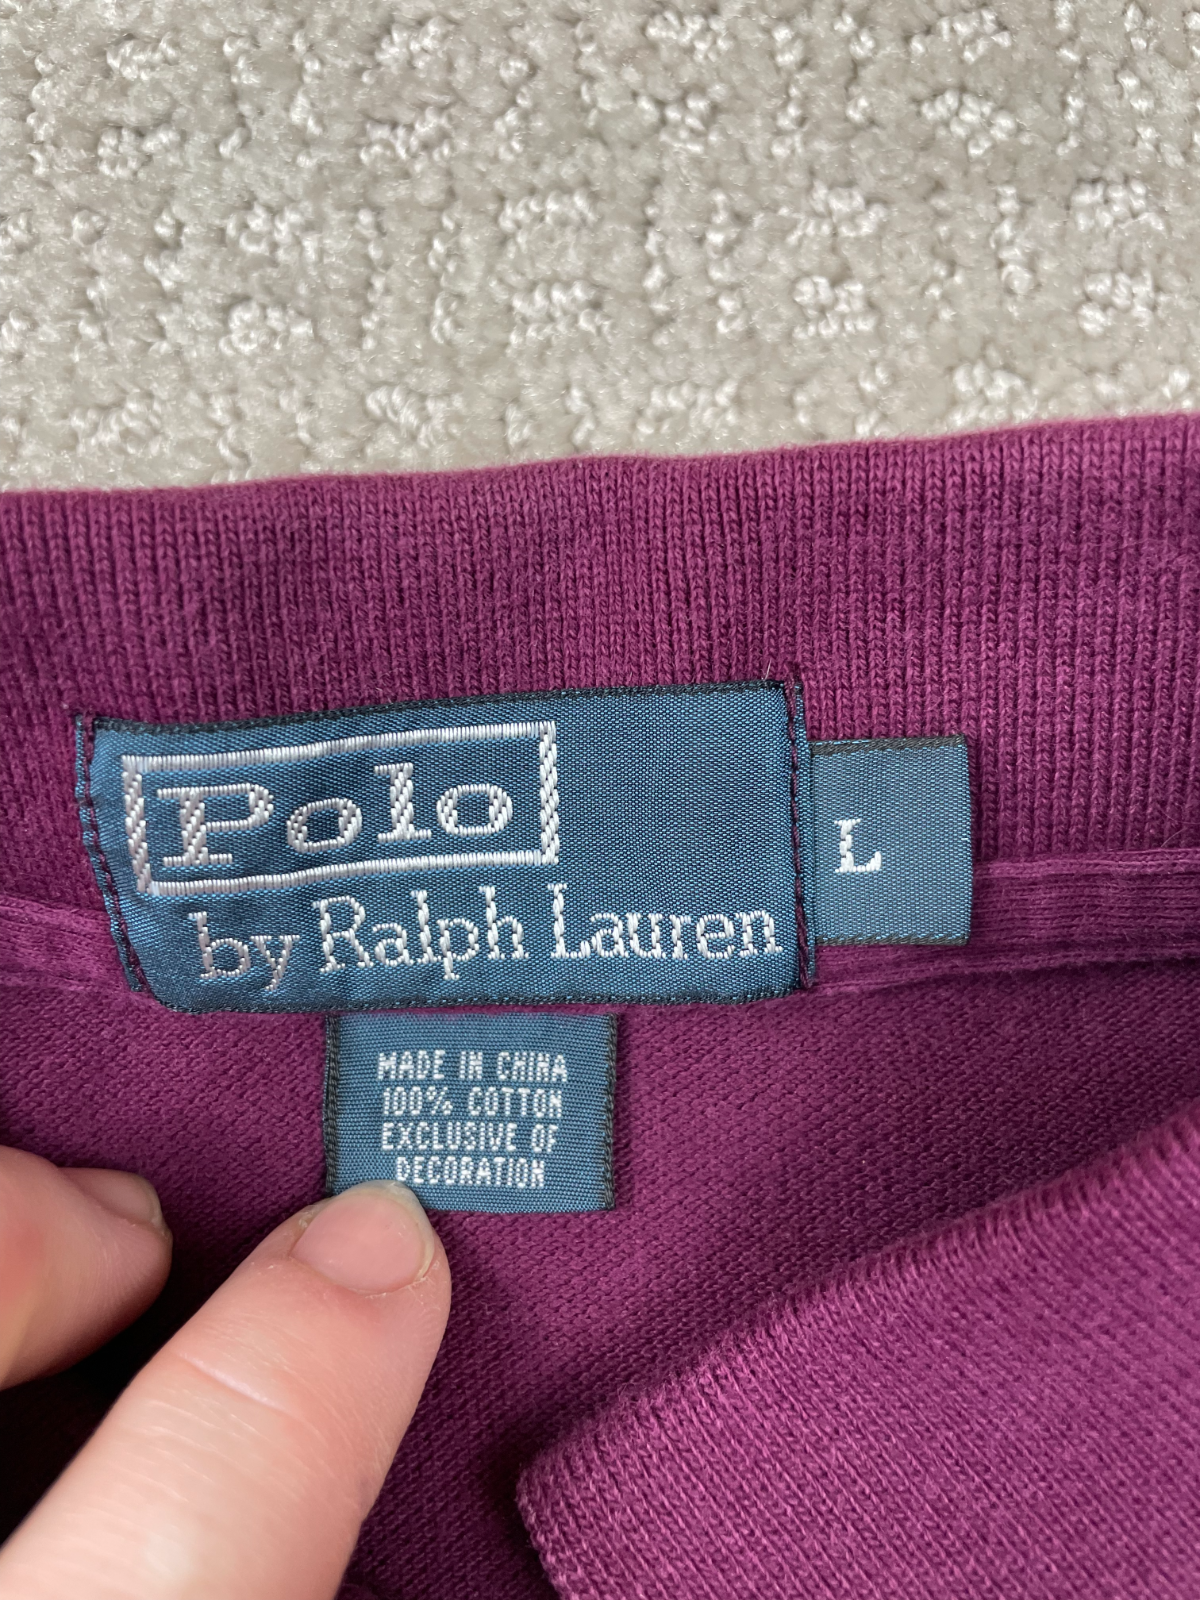 Polo
by Ralph Lauren
L
MADE IN CHINA
100% COTTON
EXCLUSIVE OF
DECORATION